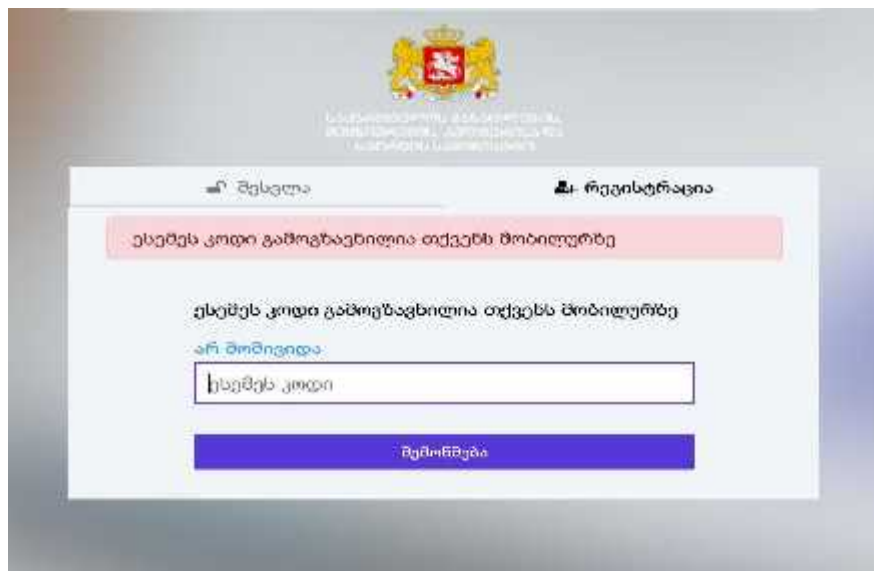 შესვლა
რეგისტრაცია
ესემეს კოდი გამოგზავნილია თქვენს მობილურზე
ესემეს კოდი გამოგზავნილია თქვენს მობილურზე
არ მომივიდა
ესემეს კოდი
შემოწმება